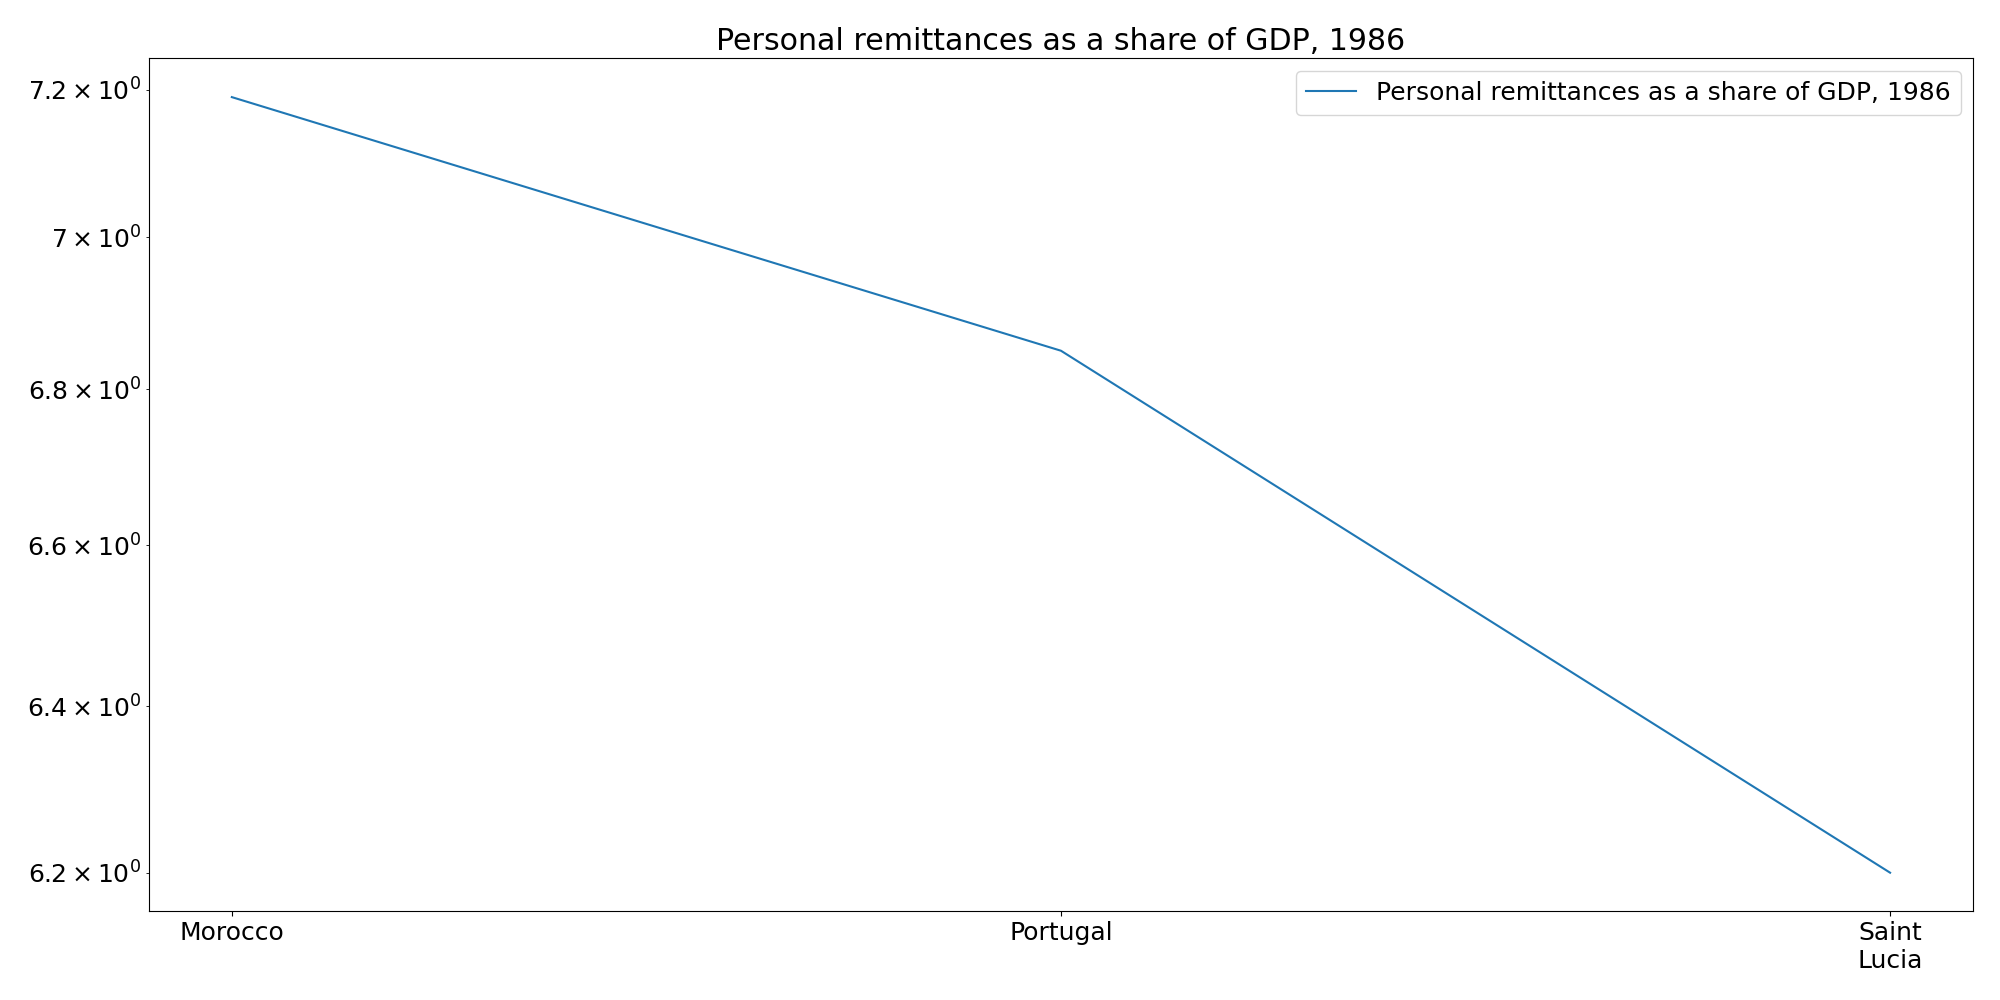 Personal remittances as a share of GDP, 1986
Personal remittances as a share of GDP, 1986
7.2 × 10⁰
7 × 10⁰
6.8 × 10⁰
6.6 × 10⁰
6.4 × 10⁰
6.2 × 10⁰
Morocco
Portugal
Saint
Lucia